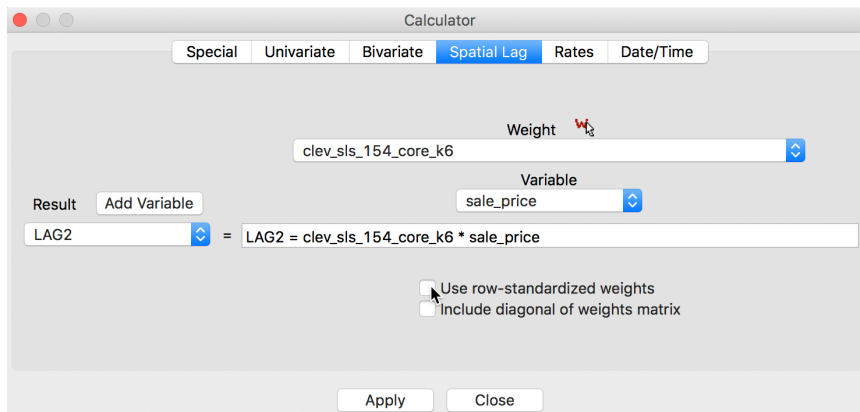 Calculator
Special Univariate Bivariate Spatial Lag Rates Date/Time
Weight
clev_sls_154_core_k6
Variable
Result Add Variable sale_price
LAG2 = LAG2 = clev_sls_154_core_k6 * sale_price
Use row-standardized weights
Include diagonal of weights matrix
Apply Close